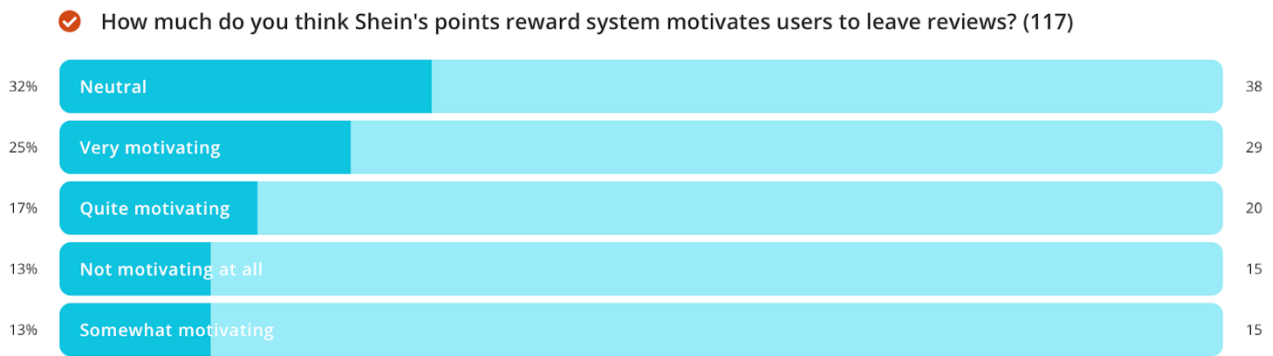 How much do you think Shein's points reward system motivates users to leave reviews? (117)
32% Neutral 38
25% Very motivating 29
17% Quite motivating 20
13% Not motivating at all 15
13% Somewhat motivating 15